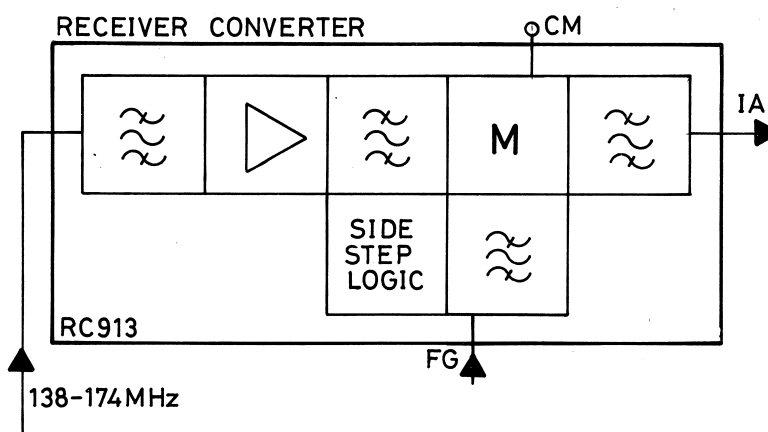 RECEIVER CONVERTER
CM
IA
M
SIDE
STEP
LOGIC
RC913
FG
138-174MHz